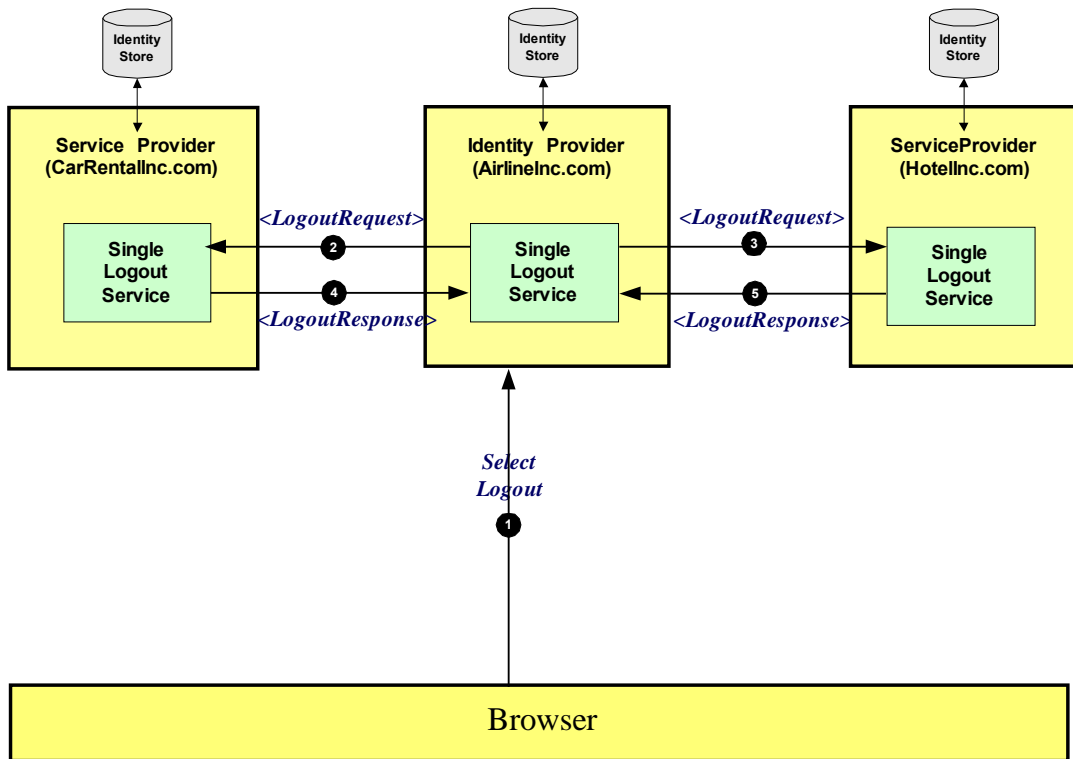 Identity
Store
Identity
Store
Identity
Store
Service Provider
(CarRentalInc.com)
Identity Provider
(AirlineInc.com)
ServiceProvider
(HotelInc.com)
<LogoutRequest>
<LogoutRequest>
Single
Logout
Service
Single
Logout
Service
Single
Logout
Service
2
3
4
5
<LogoutResponse>
<LogoutResponse>
Select
Logout
1
Browser